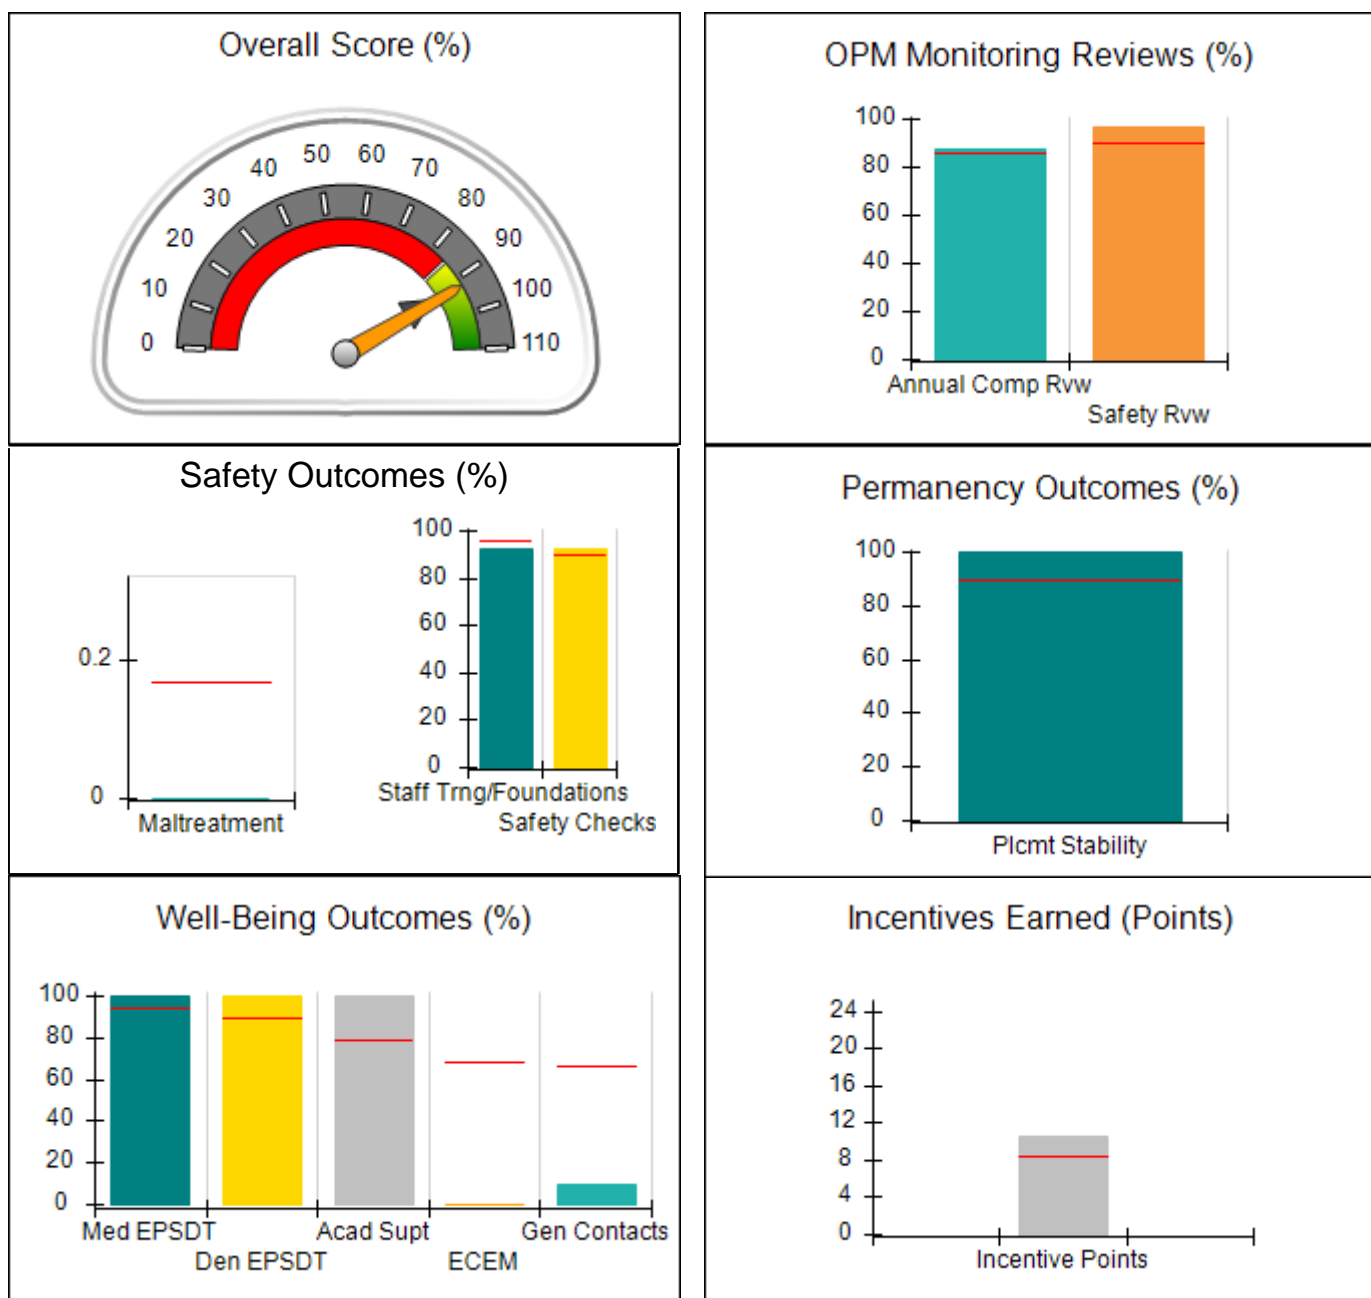 Overall Score (%)
0
10
20
30
40
50
60
70
80
90
100
110
OPM Monitoring Reviews (%)
100
80
60
40
20
0
Annual Comp Rvw
Safety Rvw
Safety Outcomes (%)
0.2
0
Maltreatment
100
80
60
40
20
0
Staff Trng/Foundations
Safety Checks
Permanency Outcomes (%)
100
80
60
40
20
0
Plcmt Stability
Well-Being Outcomes (%)
100
80
60
40
20
0
Med EPSDT
Den EPSDT
Acad Supt
ECEM
Gen Contacts
Incentives Earned (Points)
24
20
16
12
8
4
0
Incentive Points